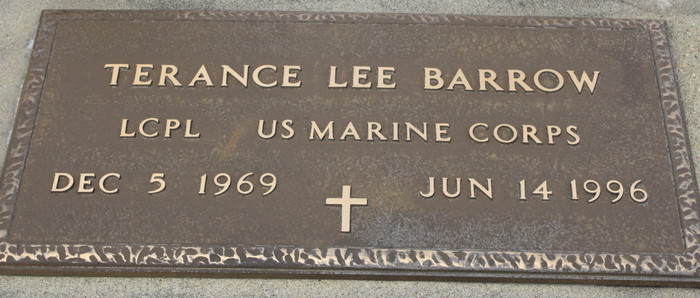 TERANCE LEE BARROW
LCPL US MARINE CORPS
DEC 5 1969 JUN 14 1996